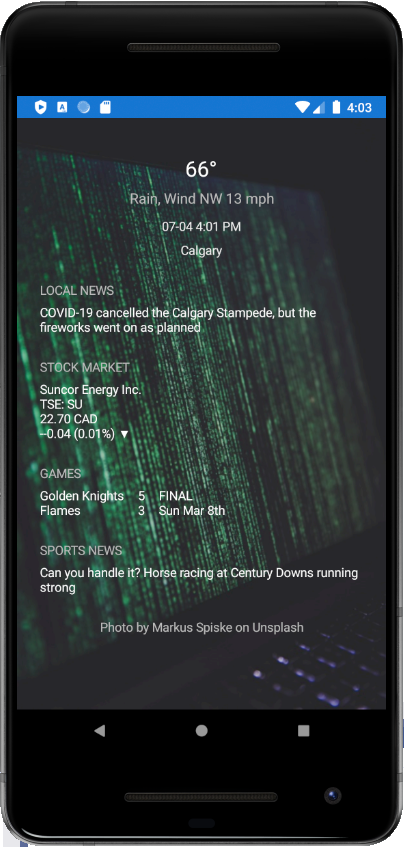 4:03
66°
Rain, Wind NW 13 mph
07-04 4:01 PM
Calgary
LOCAL NEWS
COVID-19 cancelled the Calgary Stampede, but the
fireworks went on as planned
STOCK MARKET
Suncor Energy Inc.
TSE: SU
22.70 CAD
−0.04 (0.01%) ▼
GAMES
Golden Knights 5 FINAL
Flames 3 Sun Mar 8th
SPORTS NEWS
Can you handle it? Horse racing at Century Downs running
strong
Photo by Markus Spiske on Unsplash